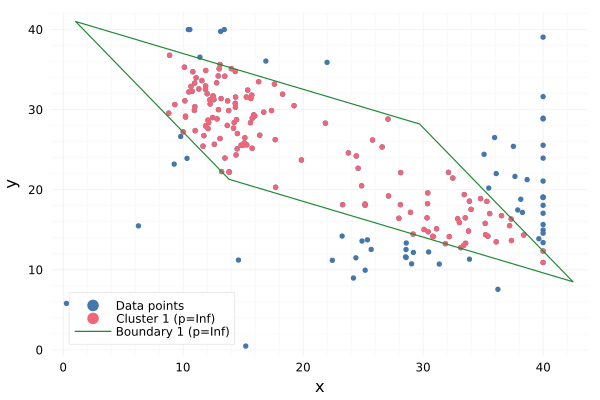 40
30
20
10
0
y
Data points
Cluster 1 (p=Inf)
Boundary 1 (p=Inf)
0 10 20 30 40
x